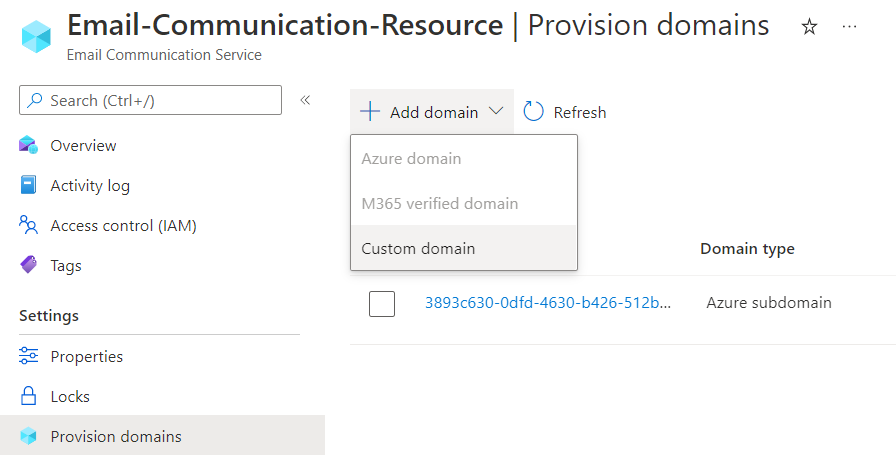 Email-Communication-Resource | Provision domains
Email Communication Service
Search (Ctrl+/)
Overview
Activity log
Access control (IAM)
Tags
Settings
Properties
Locks
Provision domains
Add domain
Refresh
Azure domain
M365 verified domain
Custom domain
Domain type
3893c630-0dfd-4630-b426-512b...
Azure subdomain